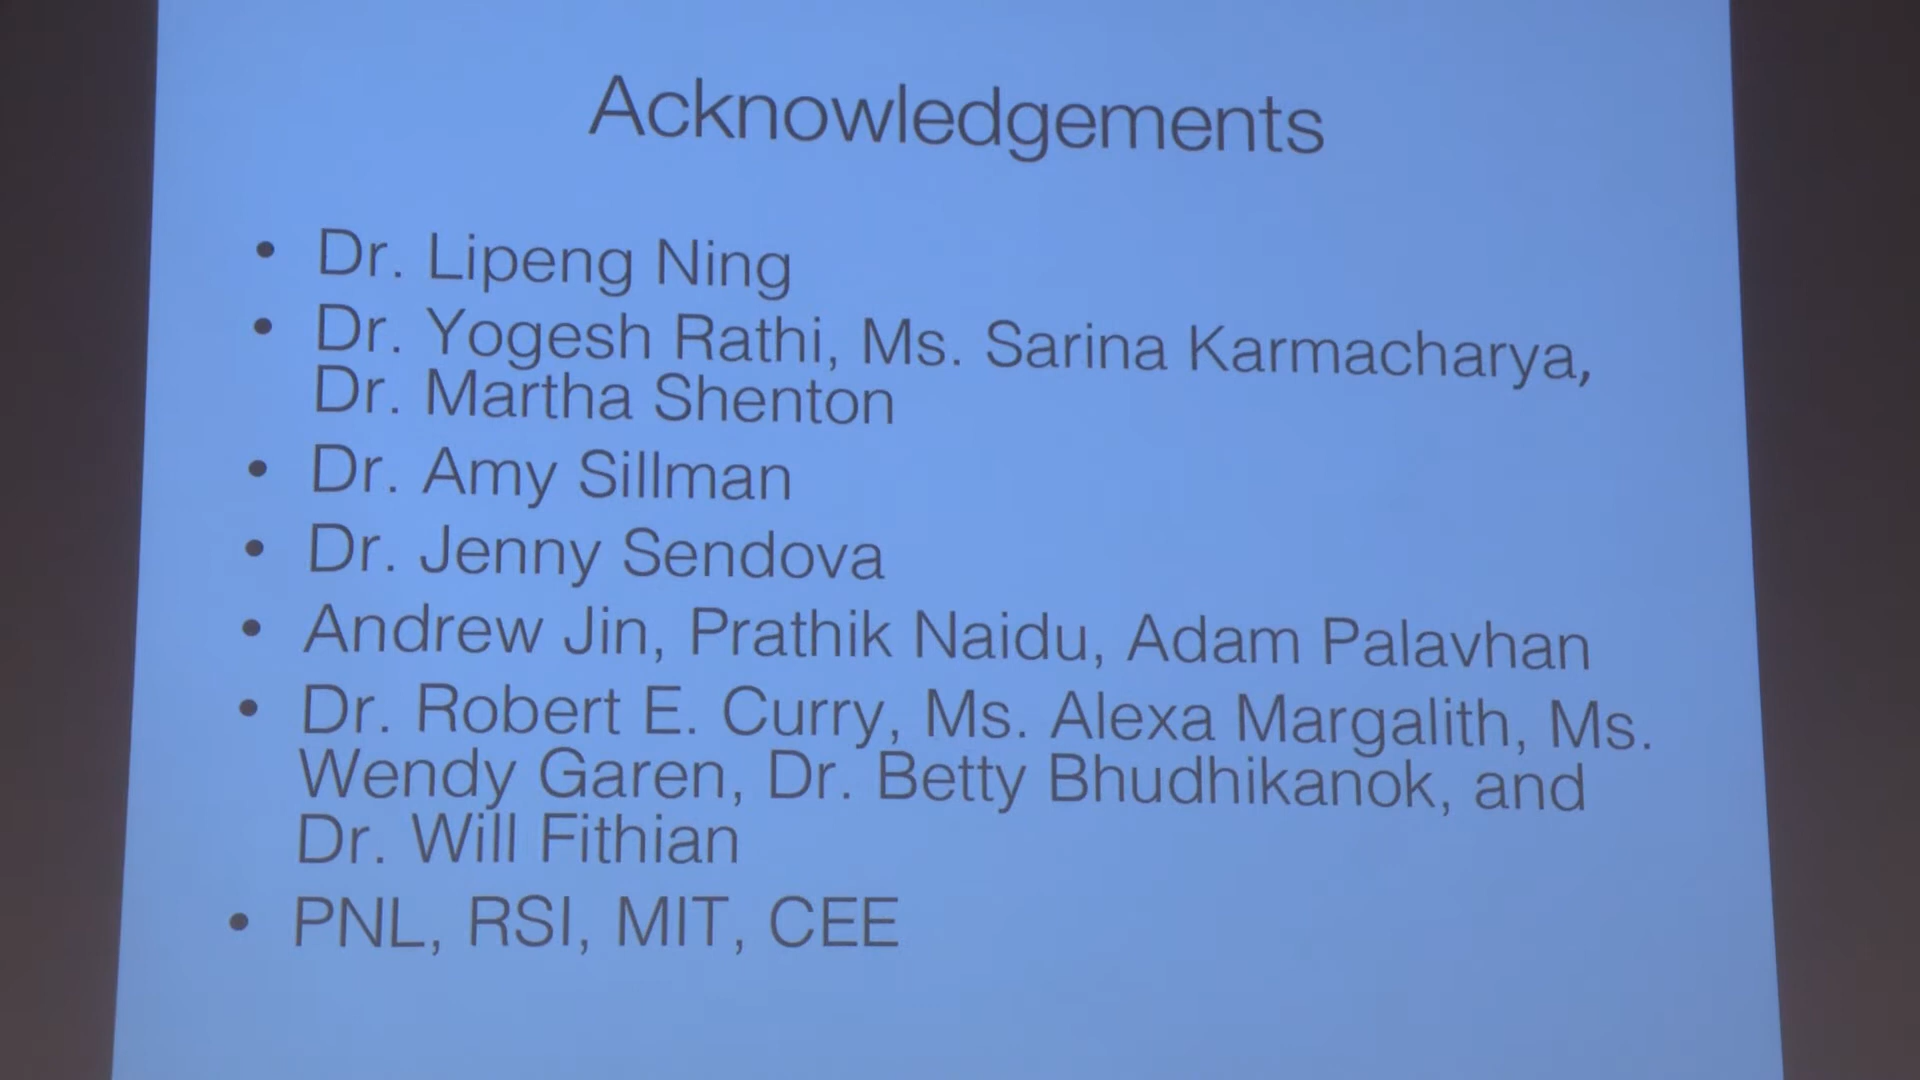 Acknowledgements
• Dr. Lipeng Ning
• Dr. Yogesh Rathi, Ms. Sarina Karmacharya,
Dr. Martha Shenton
• Dr. Amy Sillman
• Dr. Jenny Sendova
• Andrew Jin, Prathik Naidu, Adam Palavhan
• Dr. Robert E. Curry, Ms. Alexa Margalith, Ms.
Wendy Garen, Dr. Betty Bhudhikanok, and
Dr. Will Fithian
• PNL, RSI, MIT, CEE